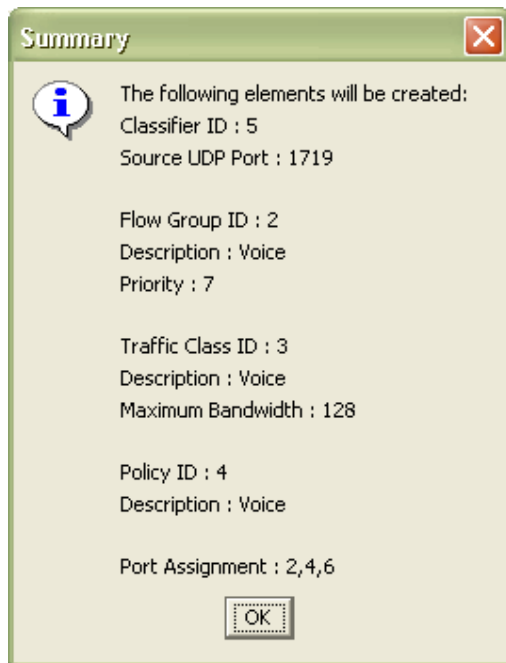 Summary
The following elements will be created:
Classifier ID : 5
Source UDP Port : 1719
Flow Group ID : 2
Description : Voice
Priority : 7
Traffic Class ID : 3
Description : Voice
Maximum Bandwidth : 128
Policy ID : 4
Description : Voice
Port Assignment : 2,4,6
OK